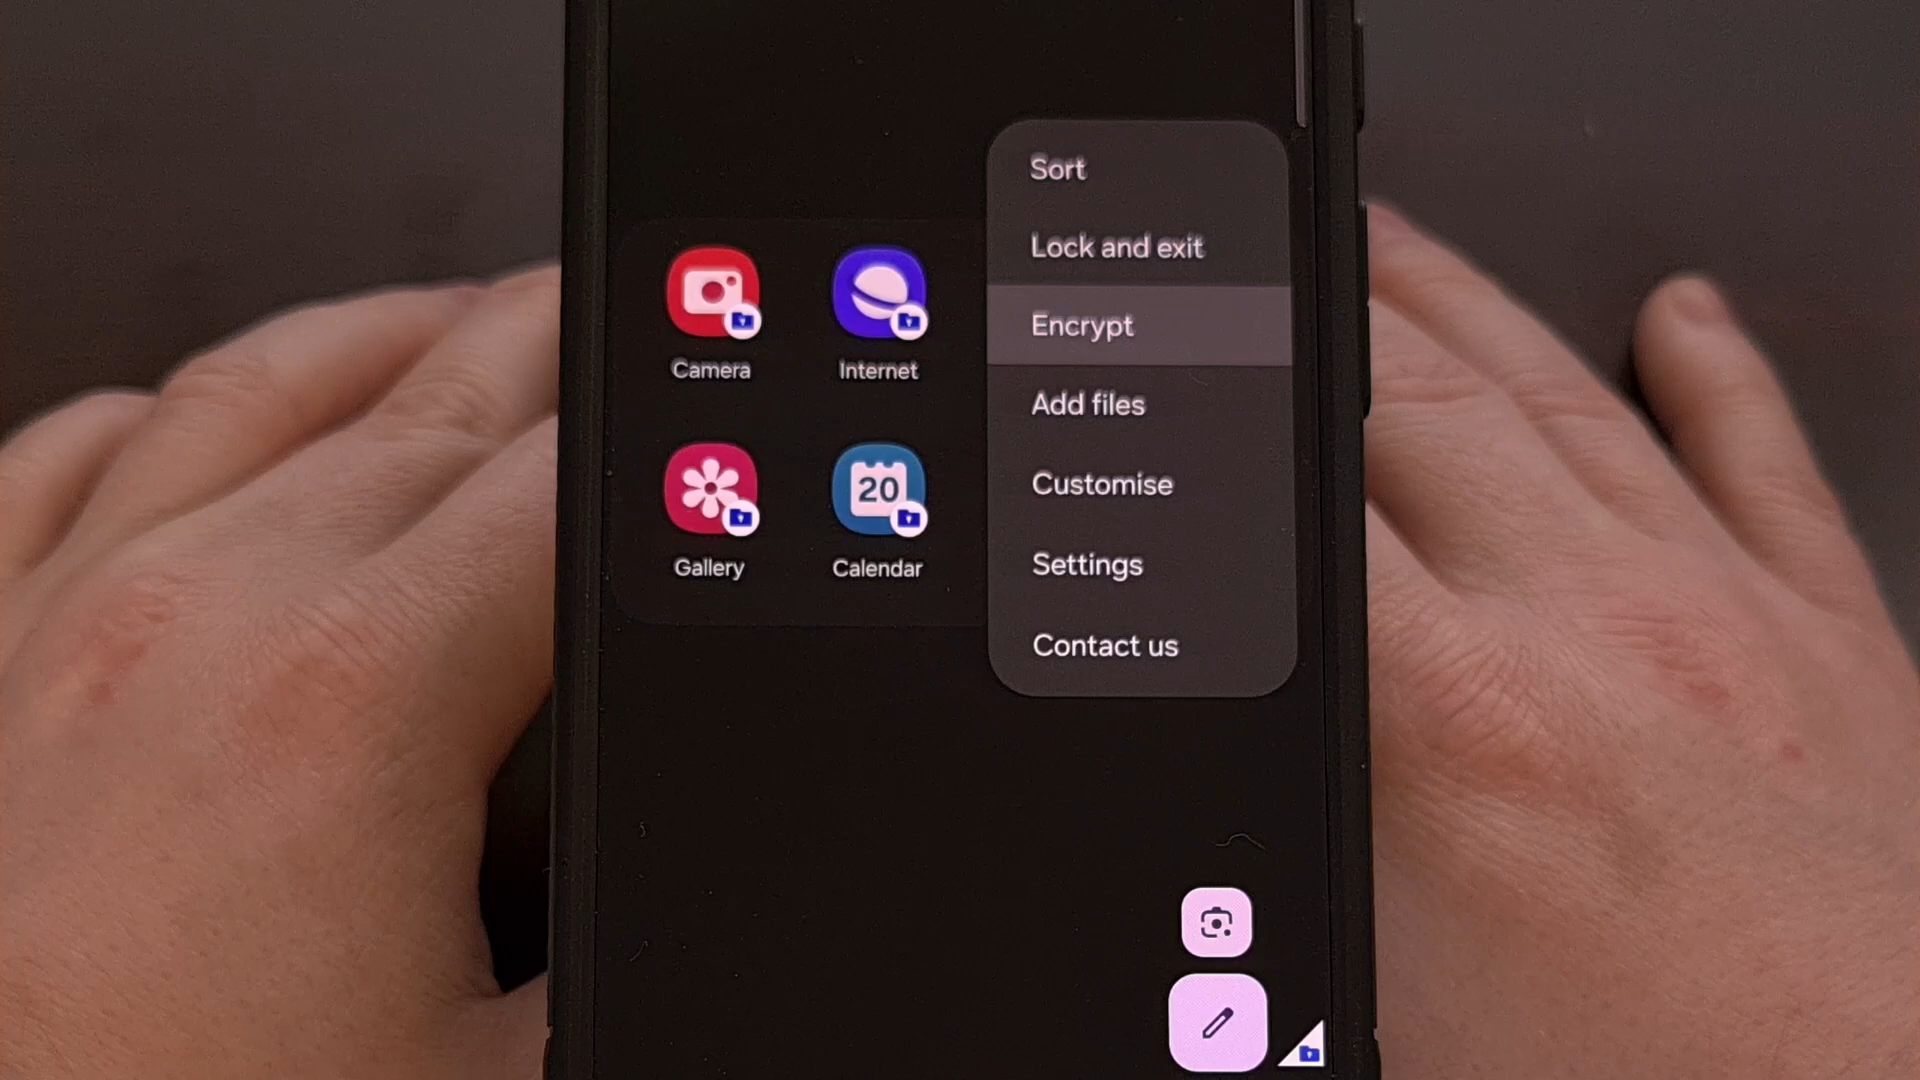 Sort
Lock and exit
Encrypt
Add files
Customise
Settings
Contact us
Camera
Internet
20
Gallery
Calendar